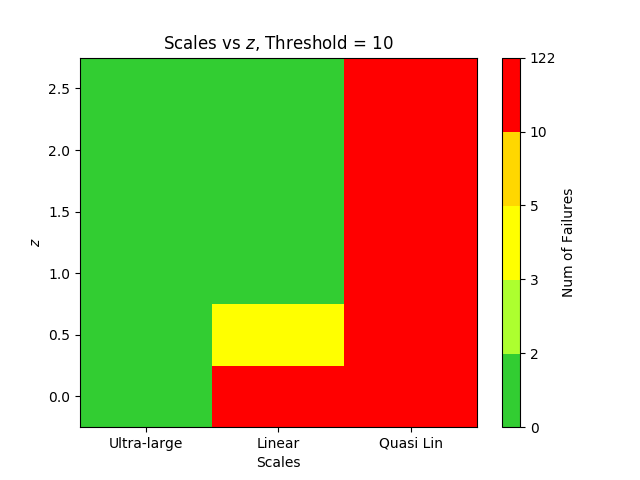 Scales vs z, Threshold = 10
2.5
2.0
1.5
1.0
0.5
0.0
z
Ultra-large
Linear
Quasi Lin
Scales
122
10
5
3
2
0
Num of Failures